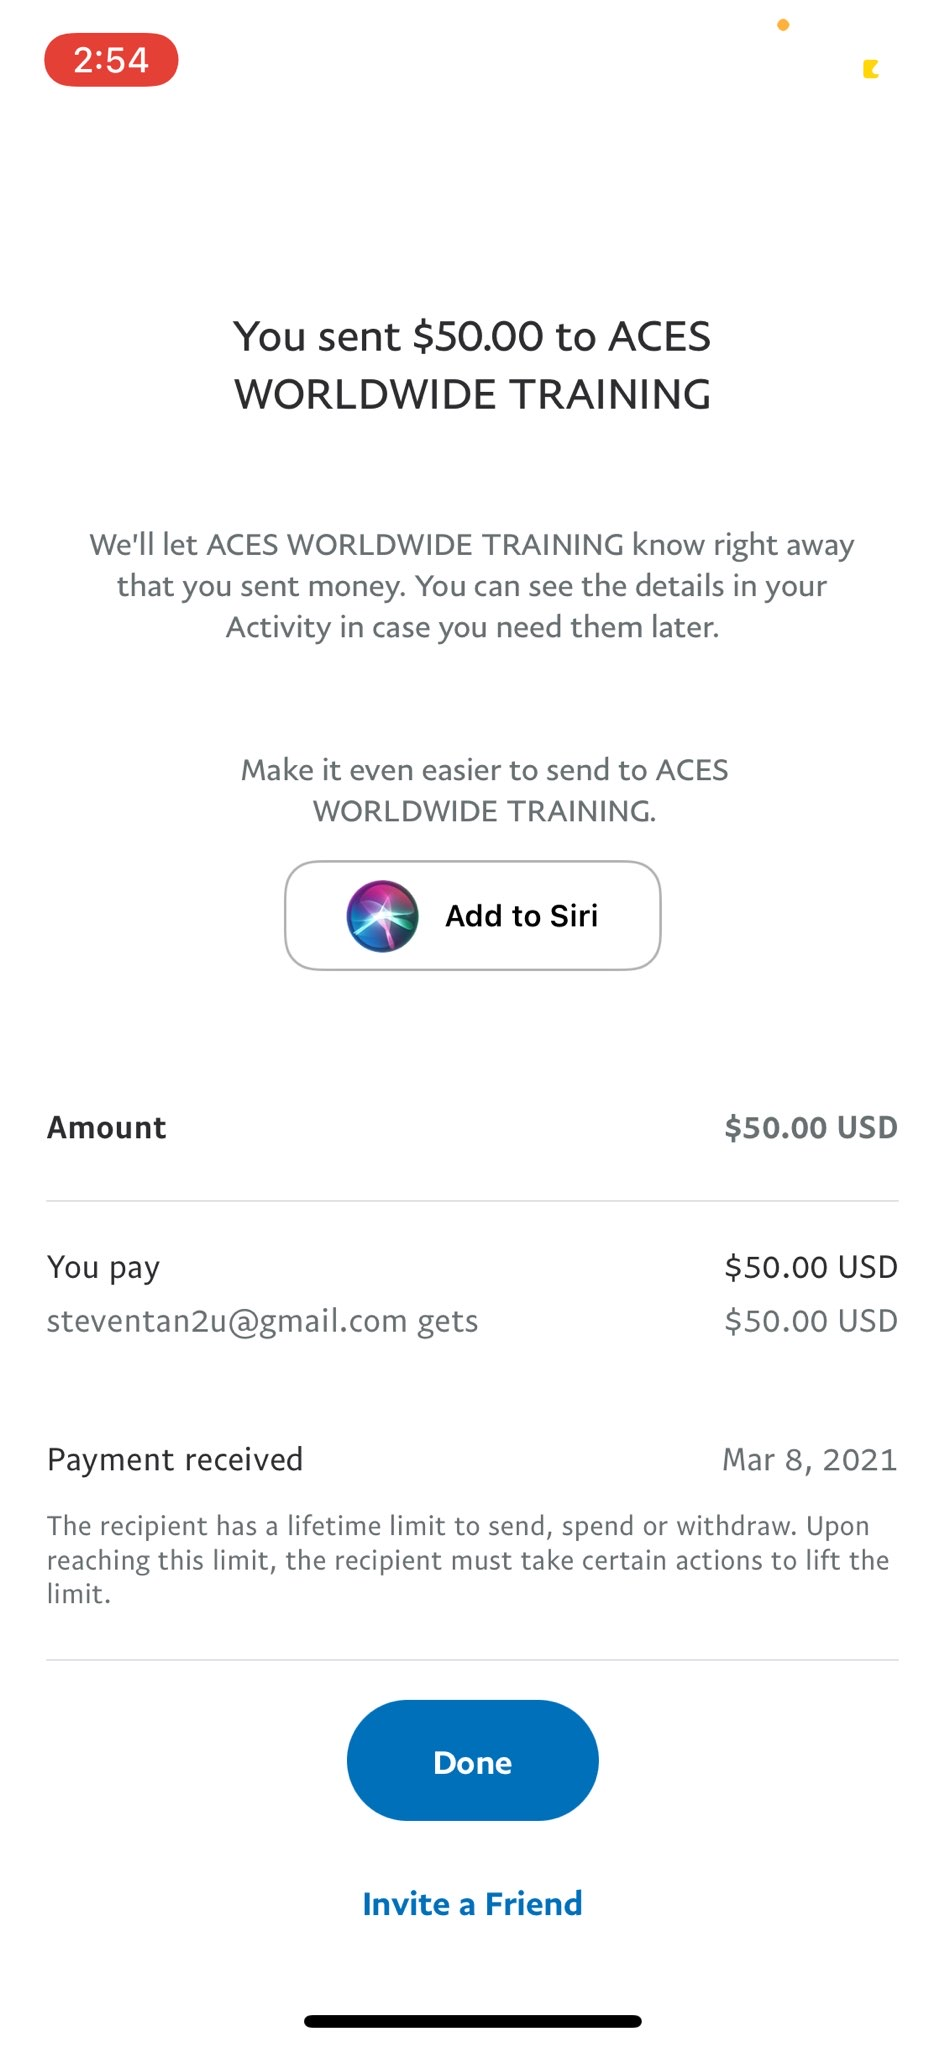 2:54
You sent $50.00 to ACES
WORLDWIDE TRAINING
We'll let ACES WORLDWIDE TRAINING know right away
that you sent money. You can see the details in your
Activity in case you need them later.
Make it even easier to send to ACES
WORLDWIDE TRAINING.
Add to Siri
Amount $50.00 USD
You pay $50.00 USD
steventan2u@gmail.com gets $50.00 USD
Payment received Mar 8, 2021
The recipient has a lifetime limit to send, spend or withdraw. Upon
reaching this limit, the recipient must take certain actions to lift the
limit.
Done
Invite a Friend